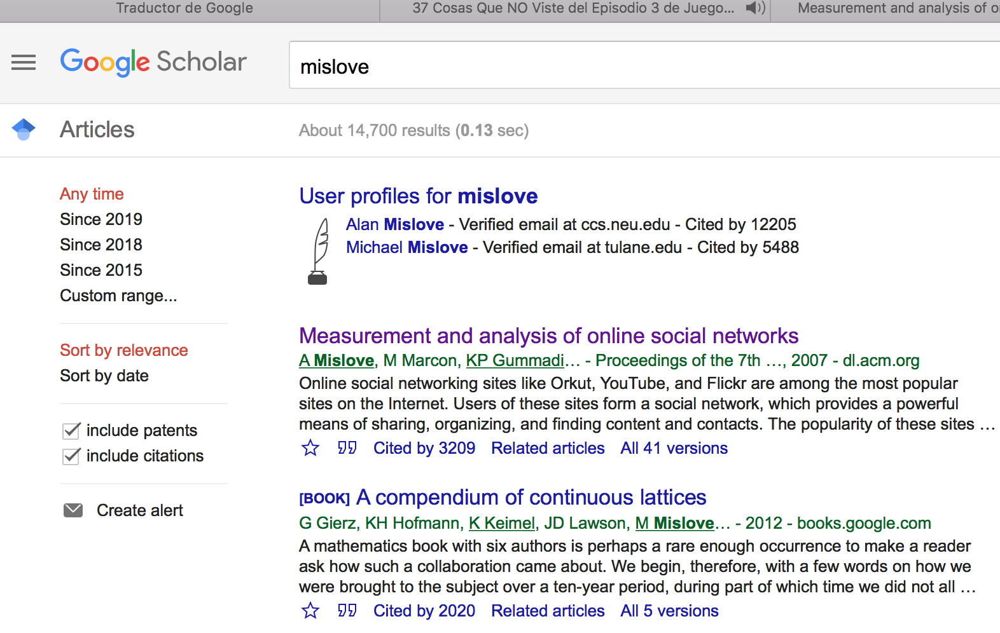 Traductor de Google
37 Cosas Que NO Viste del Episodio 3 de Juego...
Measurement and analysis of
Google Scholar
mislove
Articles
About 14,700 results (0.13 sec)
Any time
Since 2019
Since 2018
Since 2015
Custom range...
Sort by relevance
Sort by date
include patents
include citations
Create alert
User profiles for mislove
Alan Mislove - Verified email at ccs.neu.edu - Cited by 12205
Michael Mislove - Verified email at tulane.edu - Cited by 5488
Measurement and analysis of online social networks
A Mislove, M Marcon, KP Gummadi… - Proceedings of the 7th …, 2007 - dl.acm.org
Online social networking sites like Orkut, YouTube, and Flickr are among the most popular
sites on the Internet. Users of these sites form a social network, which provides a powerful
means of sharing, organizing, and finding content and contacts. The popularity of these sites …
Cited by 3209 Related articles All 41 versions
[BOOK] A compendium of continuous lattices
G Gierz, KH Hofmann, K Keimel, JD Lawson, M Mislove… - 2012 - books.google.com
A mathematics book with six authors is perhaps a rare enough occurrence to make a reader
ask how such a collaboration came about. We begin, therefore, with a few words on how we
were brought to the subject over a ten-year period, during part of which time we did not all …
Cited by 2020 Related articles All 5 versions